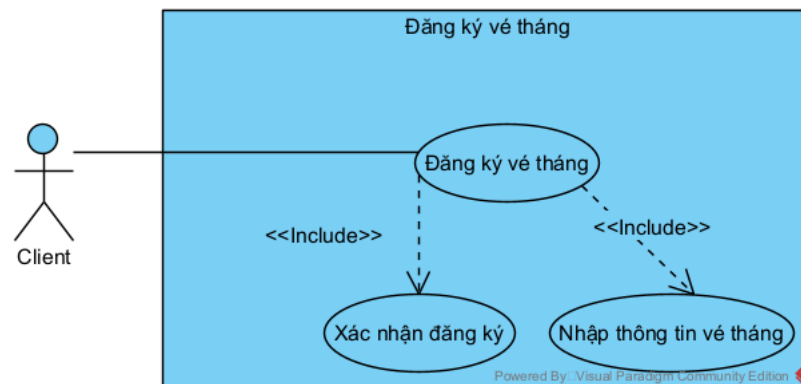 Đăng ký vé tháng
Đăng ký vé tháng
<<Include>>
<<Include>>
Client
Xác nhận đăng ký
Nhập thông tin vé tháng
Powered By: Visual Paradigm Community Edition